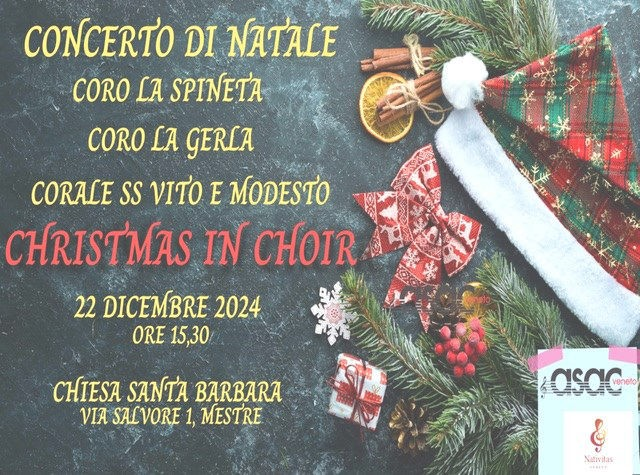 CONCERTO DI NATALE
CORO LA SPINETA
CORO LA GERLA
CORALE SS VITO E MODESTO
CHRISTMAS IN CHOIR
22 DICEMBRE 2024
ORE 15,30
CHIESA SANTA BARBARA
VIA SALVORE 1, MESTRE
veneto
asac veneto
Nativitas